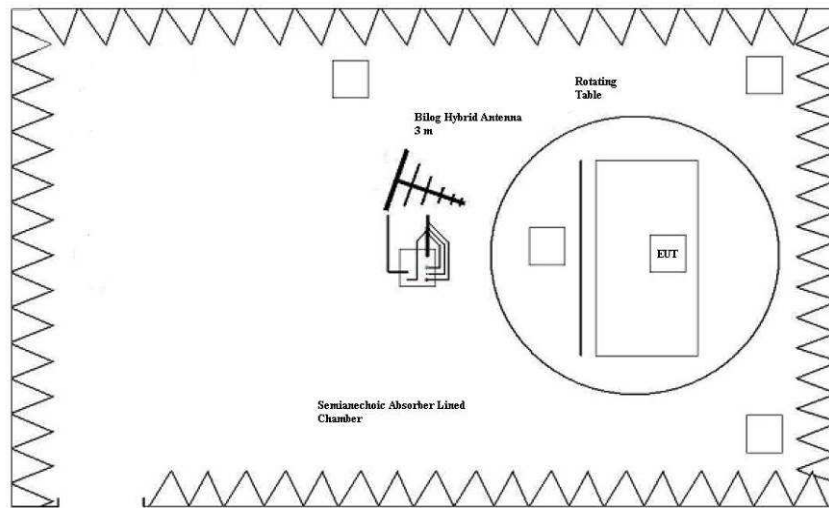 Rotating
Table
Bilog Hybrid Antenna
3 m
EUT
Semianechoic Absorber Lined
Chamber